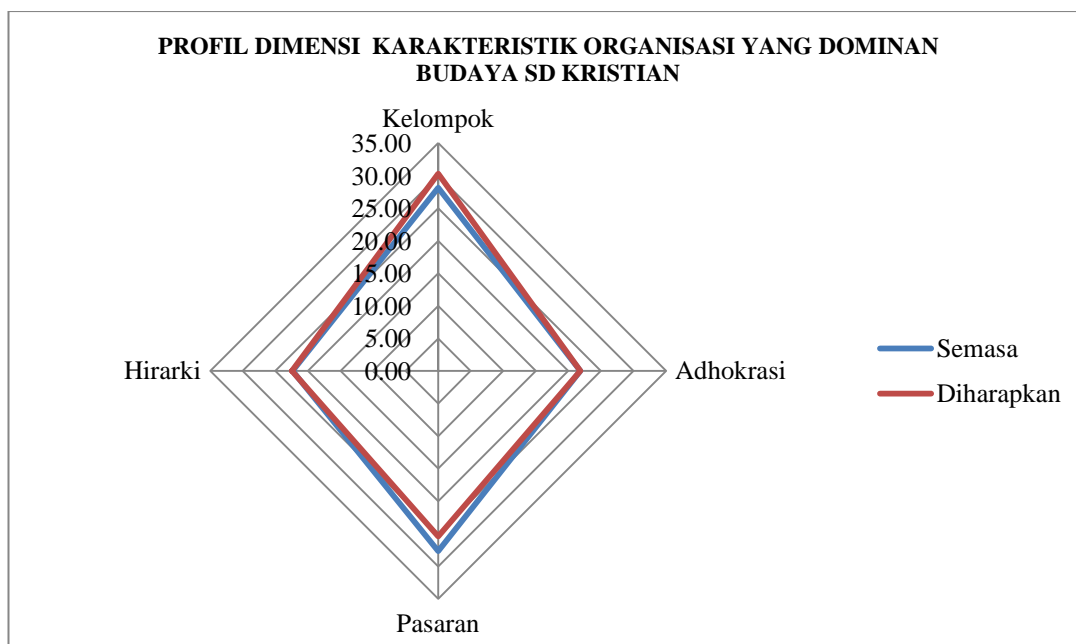 PROFIL DIMENSI KARAKTERISTIK ORGANISASI YANG DOMINAN
BUDAYA SD KRISTIAN
Kelompok
35.00
30.00
25.00
20.00
15.00
10.00
5.00
0.00
Hirarki
Adhokrasi
Pasaran
Semasa
Diharapkan